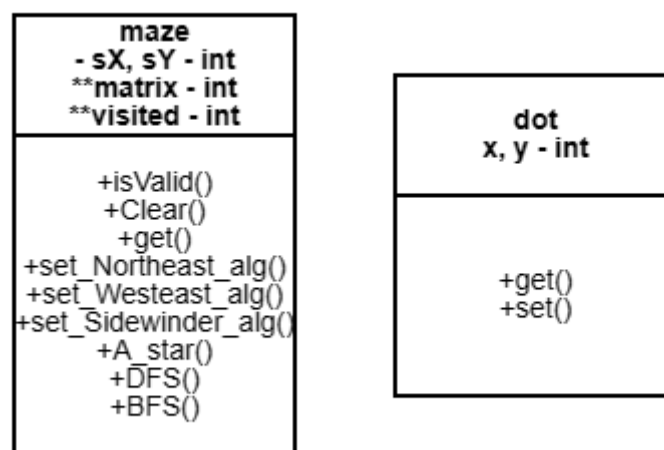 maze
- sX, sY - int
**matrix - int
**visited - int
+isValid()
+Clear()
+get()
+set_Northeast_alg()
+set_Westeast_alg()
+set_Sidewinder_alg()
+A_star()
+DFS()
+BFS()
dot
x, y - int
+get()
+set()